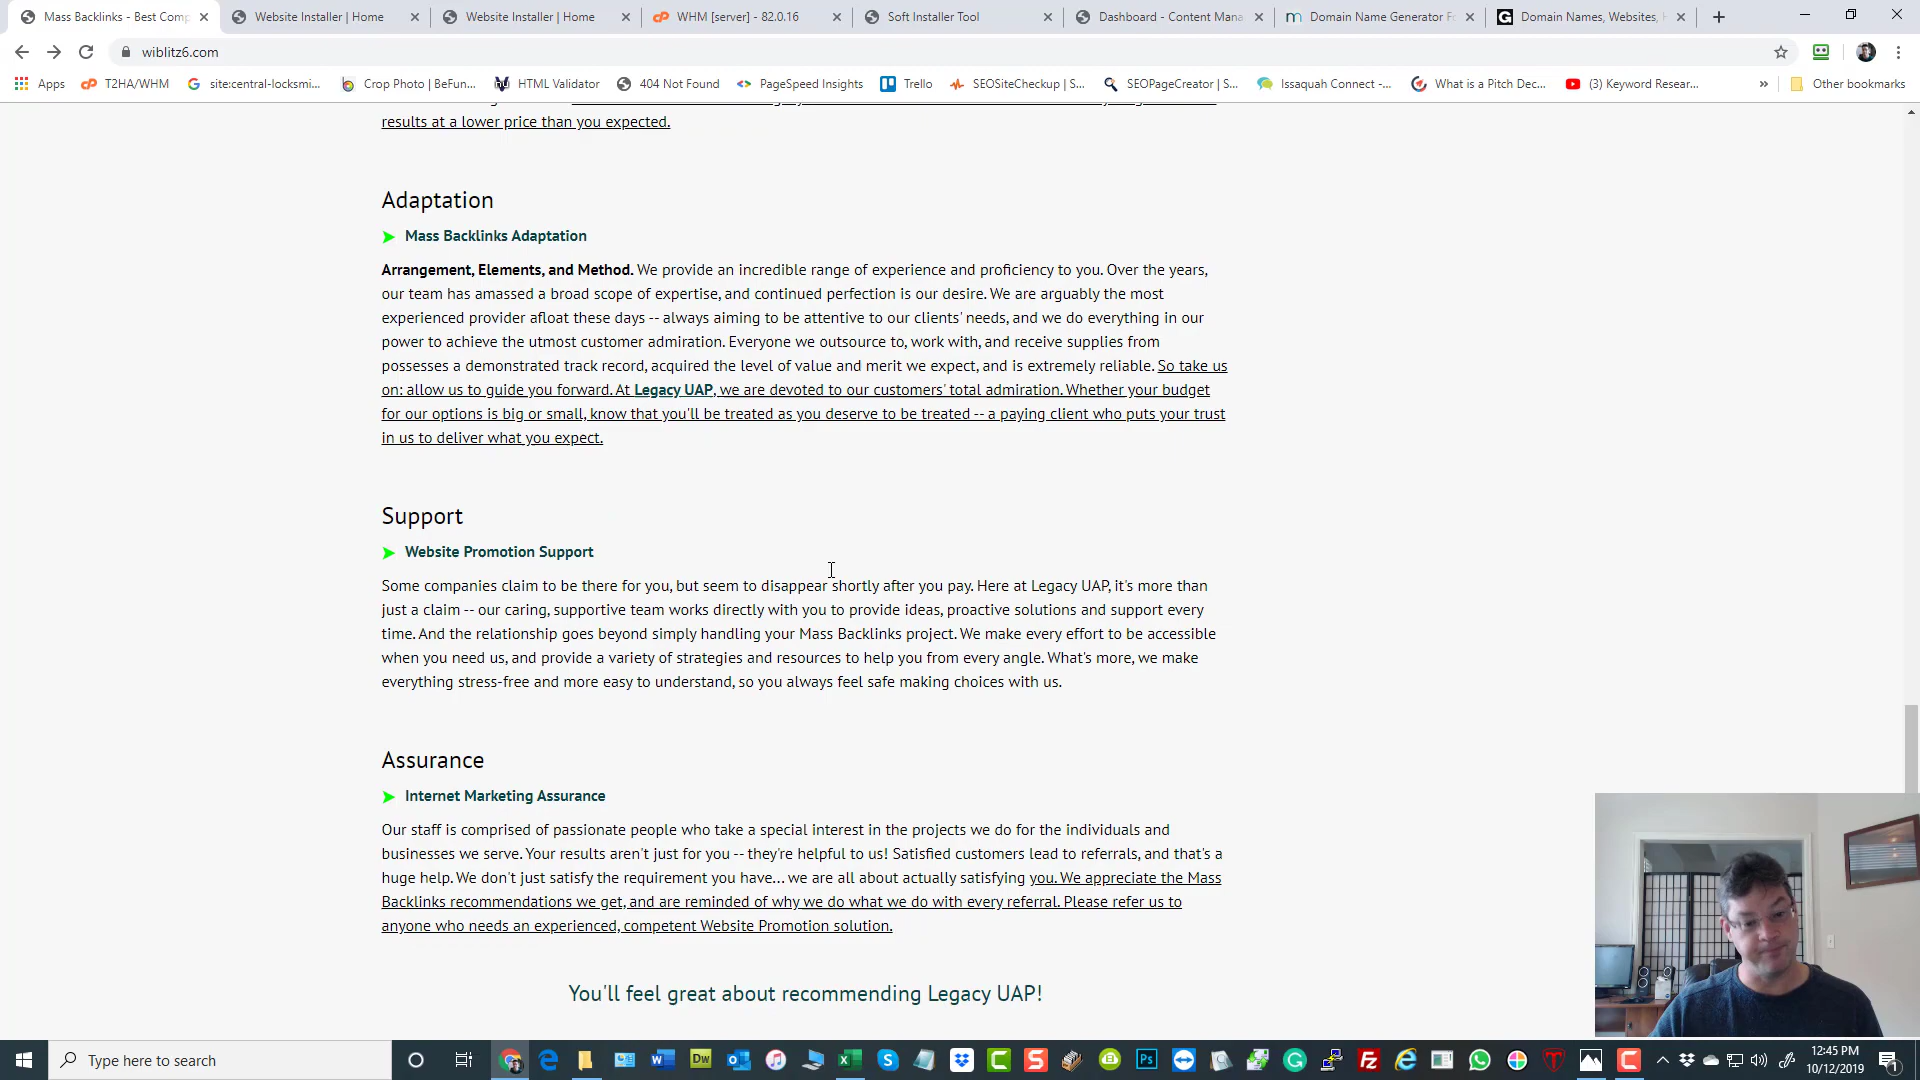 Mass Backlinks - Best Comp
Website Installer | Home
Website Installer | Home
WHM [server] - 82.0.16
Soft Installer Tool
Dashboard - Content Mana
Domain Name Generator Fo
Domain Names, Websites, H
wiblitz6.com
Apps
T2HA/WHM
site:central-locksmi...
Crop Photo | BeFun...
HTML Validator
404 Not Found
PageSpeed Insights
Trello
SEOSiteCheckup | S...
SEOPageCreator | S...
Issaquah Connect -...
What is a Pitch Dec...
(3) Keyword Resear...
»
Other bookmarks
results at a lower price than you expected.
Adaptation
Mass Backlinks Adaptation
Arrangement, Elements, and Method. We provide an incredible range of experience and proficiency to you. Over the years,
our team has amassed a broad scope of expertise, and continued perfection is our desire. We are arguably the most
experienced provider afloat these days -- always aiming to be attentive to our clients' needs, and we do everything in our
power to achieve the utmost customer admiration. Everyone we outsource to, work with, and receive supplies from
possesses a demonstrated track record, acquired the level of value and merit we expect, and is extremely reliable. So take us
on: allow us to guide you forward. At Legacy UAP, we are devoted to our customers' total admiration. Whether your budget
for our options is big or small, know that you'll be treated as you deserve to be treated -- a paying client who puts your trust
in us to deliver what you expect.
Support
Website Promotion Support
Some companies claim to be there for you, but seem to disappear shortly after you pay. Here at Legacy UAP, it's more than
just a claim -- our caring, supportive team works directly with you to provide ideas, proactive solutions and support every
time. And the relationship goes beyond simply handling your Mass Backlinks project. We make every effort to be accessible
when you need us, and provide a variety of strategies and resources to help you from every angle. What's more, we make
everything stress-free and more easy to understand, so you always feel safe making choices with us.
Assurance
Internet Marketing Assurance
Our staff is comprised of passionate people who take a special interest in the projects we do for the individuals and
businesses we serve. Your results aren't just for you -- they're helpful to us! Satisfied customers lead to referrals, and that's a
huge help. We don't just satisfy the requirement you have... we are all about actually satisfying you. We appreciate the Mass
Backlinks recommendations we get, and are reminded of why we do what we do with every referral. Please refer us to
anyone who needs an experienced, competent Website Promotion solution.
You'll feel great about recommending Legacy UAP!
Type here to search
12:45 PM
10/12/2019